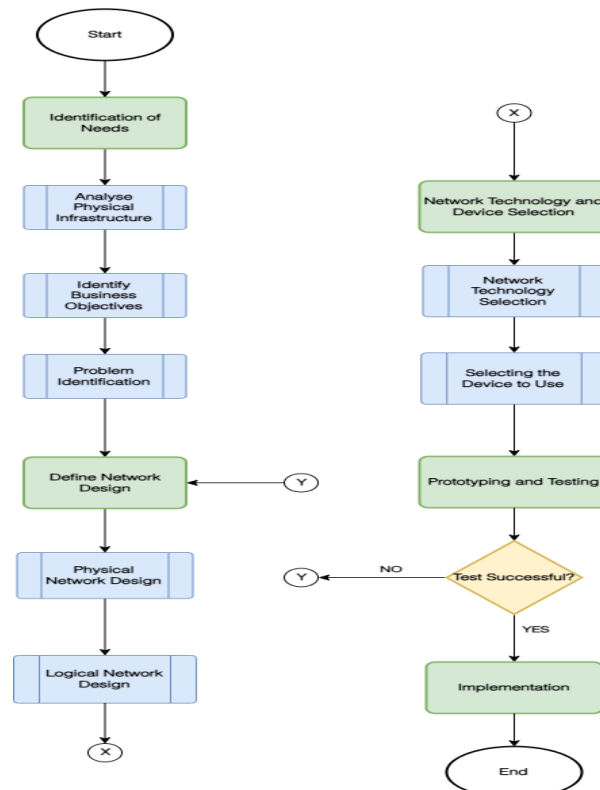 Start
Identification of
Needs
Analyse
Physical
Infrastructure
Identify
Business
Objectives
Problem
Identification
Define Network
Design
Y
Physical
Network Design
Logical Network
Design
X
X
Network Technology and
Device Selection
Network
Technology
Selection
Selecting the
Device to Use
Prototyping and Testing
Test Successful?
NO
Y
YES
Implementation
End